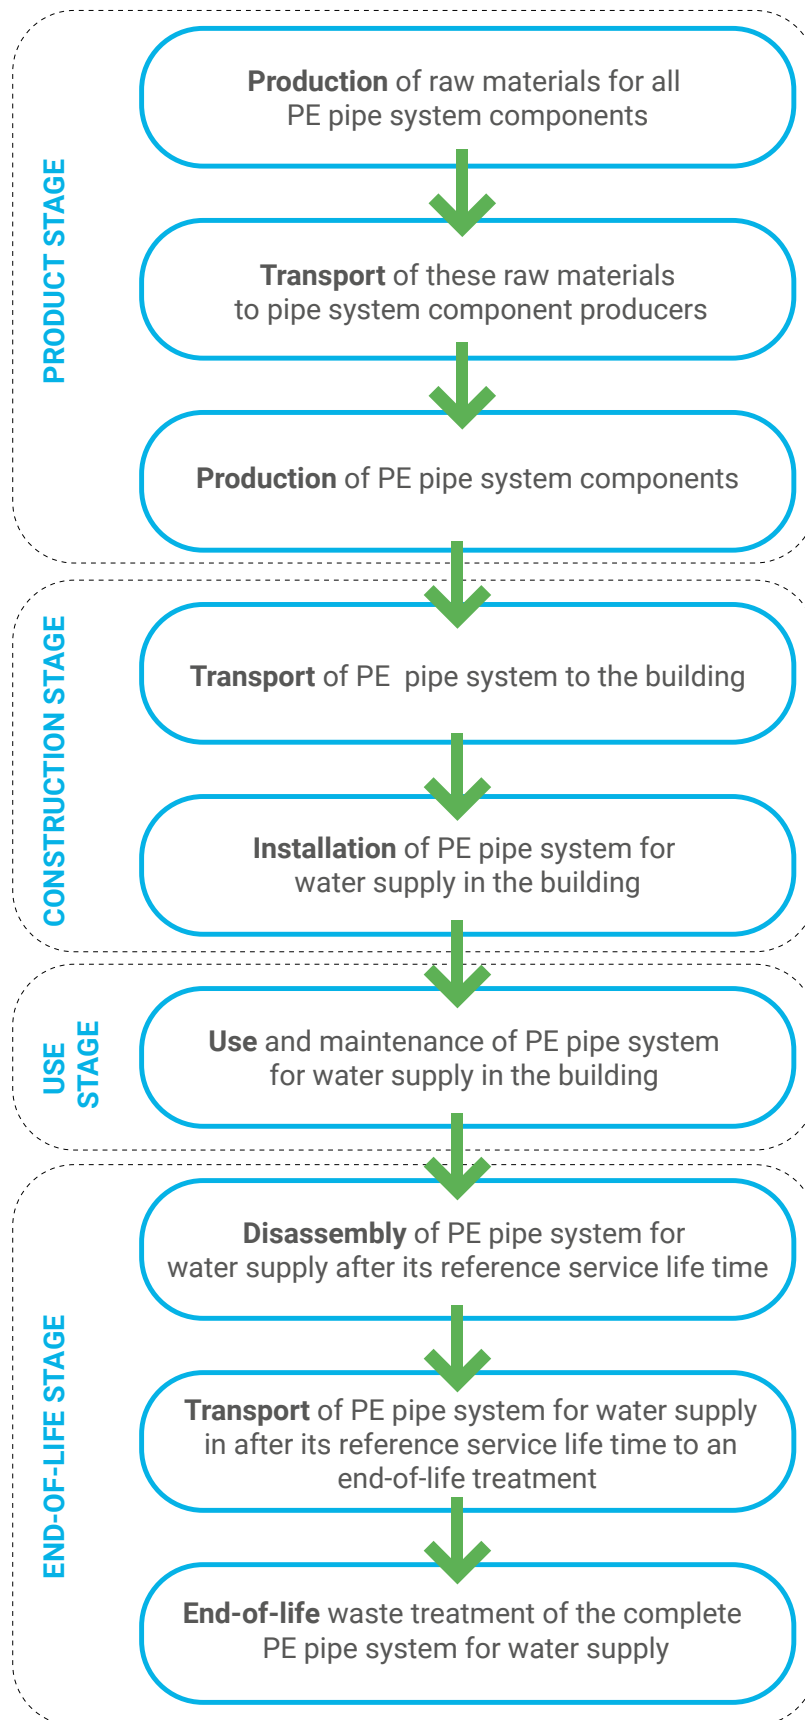 PRODUCT STAGE
Production of raw materials for all
PE pipe system components
Transport of these raw materials
to pipe system component producers
Production of PE pipe system components
CONSTRUCTION STAGE
Transport of PE  pipe system to the building
Installation of PE pipe system for
water supply in the building
USE
STAGE
Use and maintenance of PE pipe system
for water supply in the building
END-OF-LIFE STAGE
Disassembly of PE pipe system for
water supply after its reference service life time
Transport of PE pipe system for water supply
in after its reference service life time to an
end-of-life treatment
End-of-life waste treatment of the complete
PE pipe system for water supply